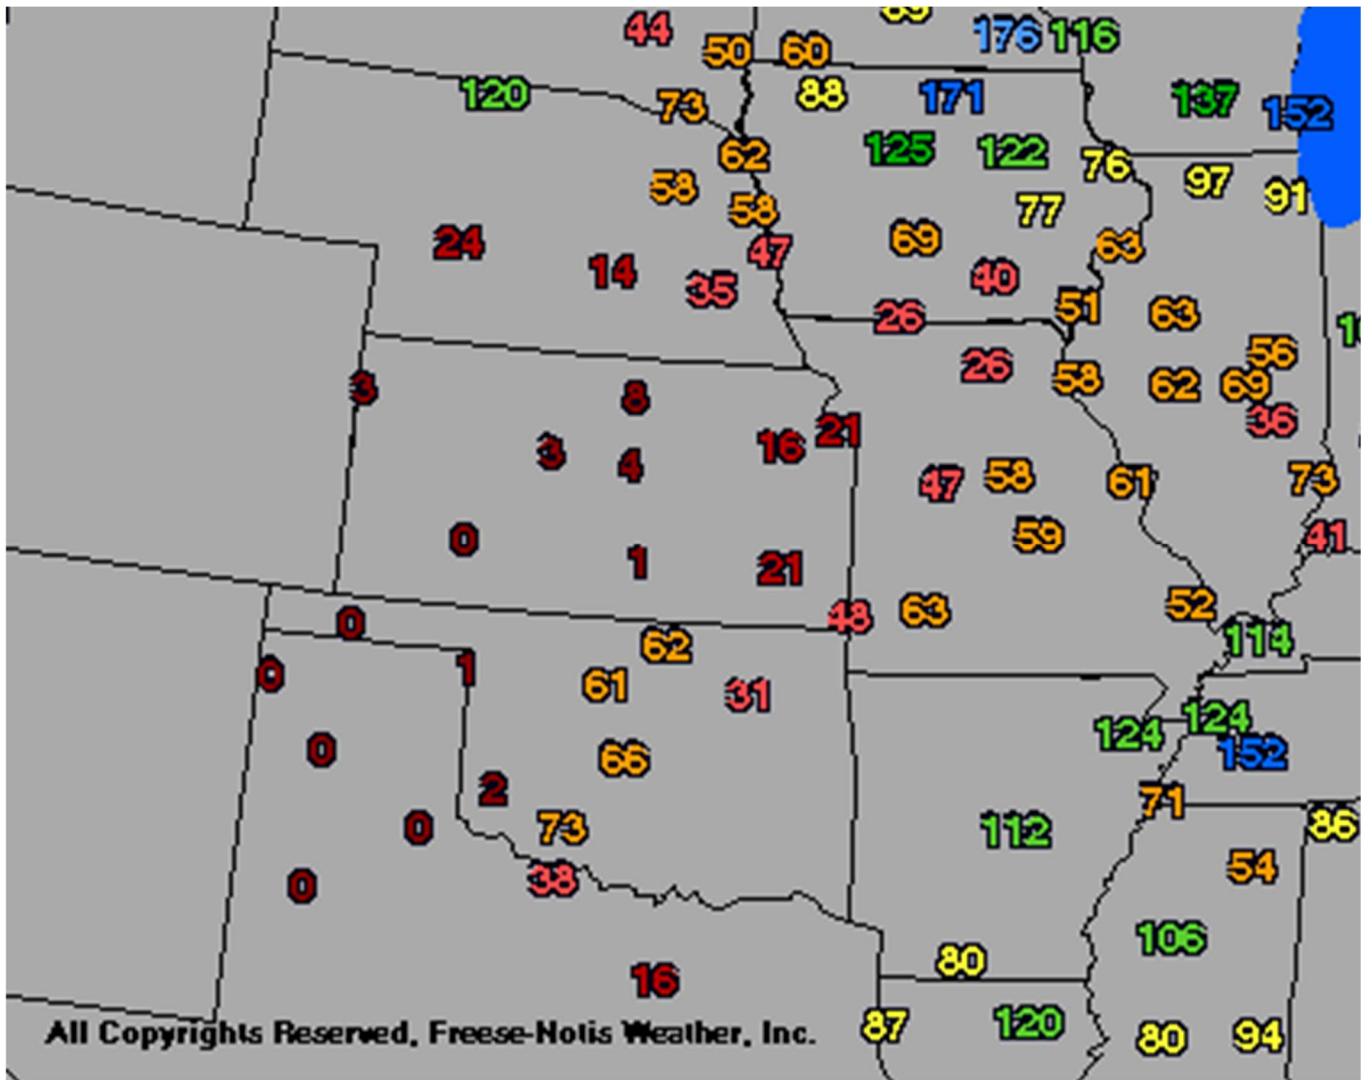 44 50 60 176 116
120 73 88 171 137 152
62 125 122 76
58 58 77 97 91
24 14 35 47 69 40 63
26 51 63
3 8 26 58 62 69 56
3 4 16 21 36
0 1 21 47 58 61 73
59 41
0 48 63 52
0 1 61 62 31 114
0 66 124 124
2 152
0 73 112 71 86
0 38 54
106
16 80
All Copyrights Reserved, Freese-Notis Weather, Inc. 87 120 80 94